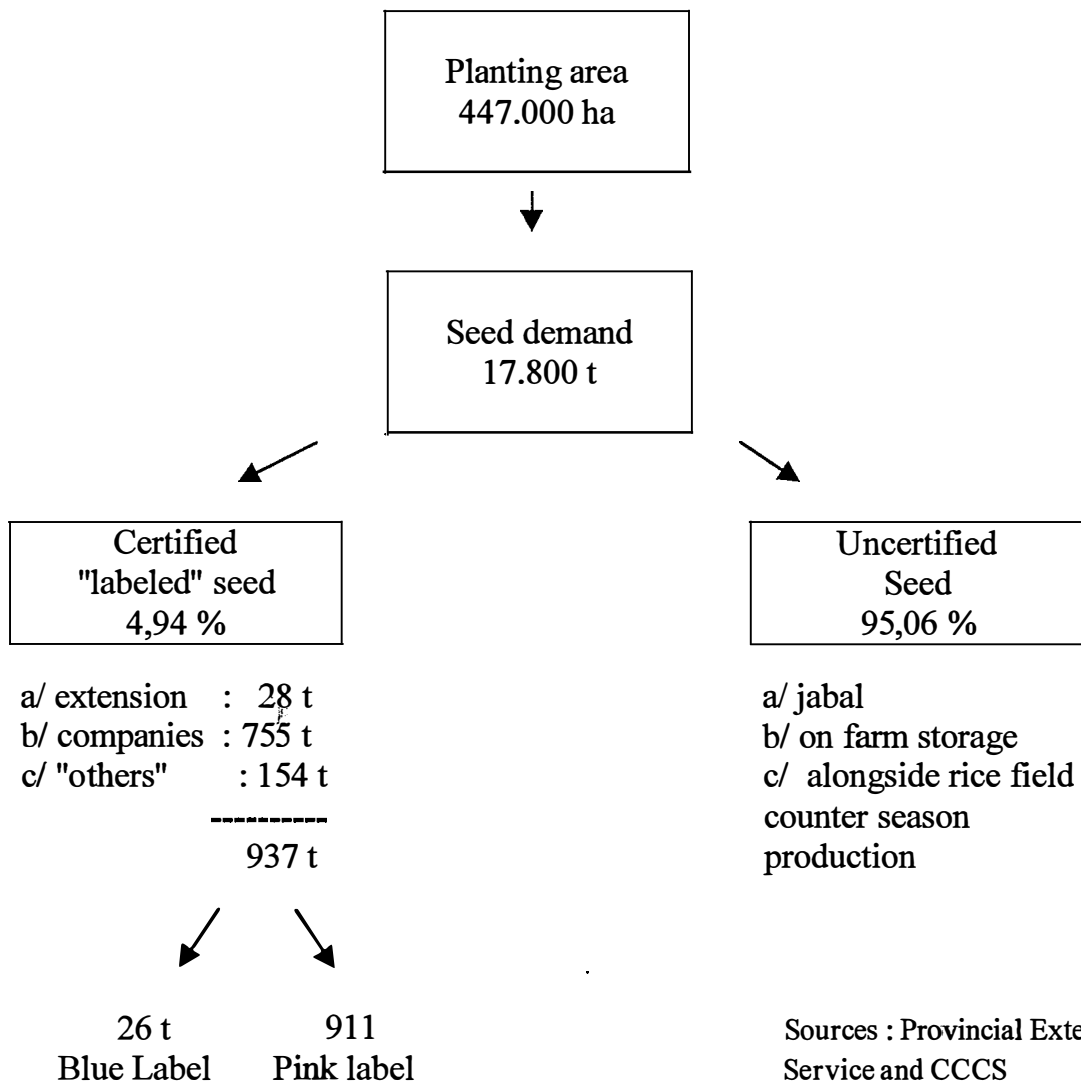 Planting area
447.000 ha
Seed demand
17.800 t
Certified
"labeled" seed
4,94 %
a/ extension : 28 t
b/ companies : 755 t
c/ "others" : 154 t
----------
937 t
26 t
Blue Label
911
Pink label
Uncertified
Seed
95,06 %
a/ jabal
b/ on farm storage
c/ alongside rice field
counter season
production
Sources : Provincial Exte
Service and CCCS